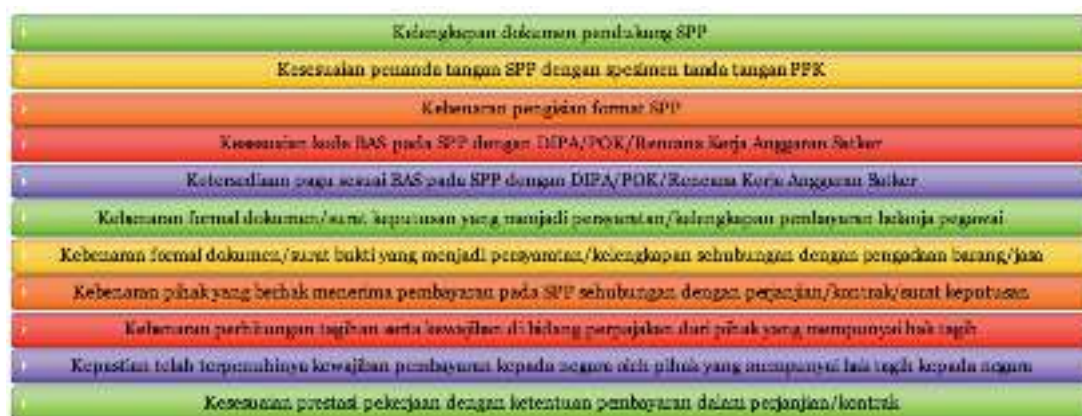 Kelengkapan dokumen pendukung SPP
Kesesuaian penanda tangan SPP dengan spesimen tanda tangan PPK
Kebenaran pengisian format SPP
Kesesuaian kode BAS pada SPP dengan DIPA/POK/Rencana Kerja Anggaran Satker
Ketersediaan pagu sesuai BAS pada SPP dengan DIPA/POK/Rencana Kerja Anggaran Satker
Kebenaran formal dokumen/surat keputusan yang menjadi persyaratan/kelengkapan pembayaran belanja pegawai
Kebenaran formal dokumen/surat bukti yang menjadi persyaratan/kelengkapan sehubungan dengan pengadaan barang/jasa
Kebenaran pihak yang berhak menerima pembayaran pada SPP sehubungan dengan perjanjian/kontrak/surat keputusan
Kebenaran perhitungan tagihan serta kewajiban di bidang perpajakan dari pihak yang mempunyai hak tagih
Kepastian telah terpenuhinya kewajiban pembayaran kepada negara oleh pihak yang mempunyai hak tagih kepada negara
Kesesuaian prestasi pekerjaan dengan ketentuan pembayaran dalam perjanjian/kontrak